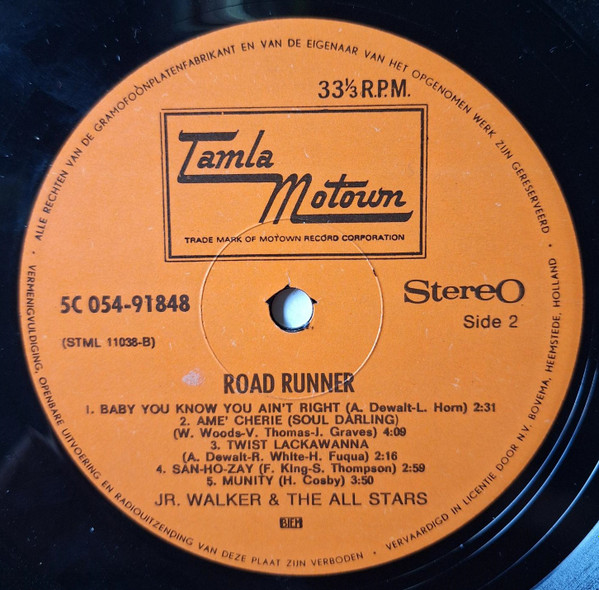 ALLE RECHTEN VAN DE GRAMOFOONPLATENFABRIKANT EN VAN DE EIGENAAR VAN HET OPGENOMEN WERK ZIJN GERESERVEERD •
33⅓ R.P.M.
Tamla
Motown
TRADE MARK OF MOTOWN RECORD CORPORATION
5C 054-91848
(STML 11038-B)
Stereo
Side 2
ROAD RUNNER
1. BABY YOU KNOW YOU AIN'T RIGHT (A. Dewalt-L. Horn) 2:31
2. AME' CHERIE (SOUL DARLING)
(W. Woods-V. Thomas-J. Graves) 4:09
3. TWIST LACKAWANNA
(A. Dewalt-R. White-H. Fuqua) 2:16
4. SAN-HO-ZAY (F. King-S. Thompson) 2:59
5. MUNITY (H. Cosby) 3:50
JR. WALKER & THE ALL STARS
BIEM
• VERMENIGVULDIGING, OPENBARE UITVOERING EN RADIOUITZENDING VAN DEZE PLAAT ZIJN VERBODEN •
VERVAARDIGD IN LICENTIE DOOR N.V. BOVEMA, HEEMSTEDE, HOLLAND •